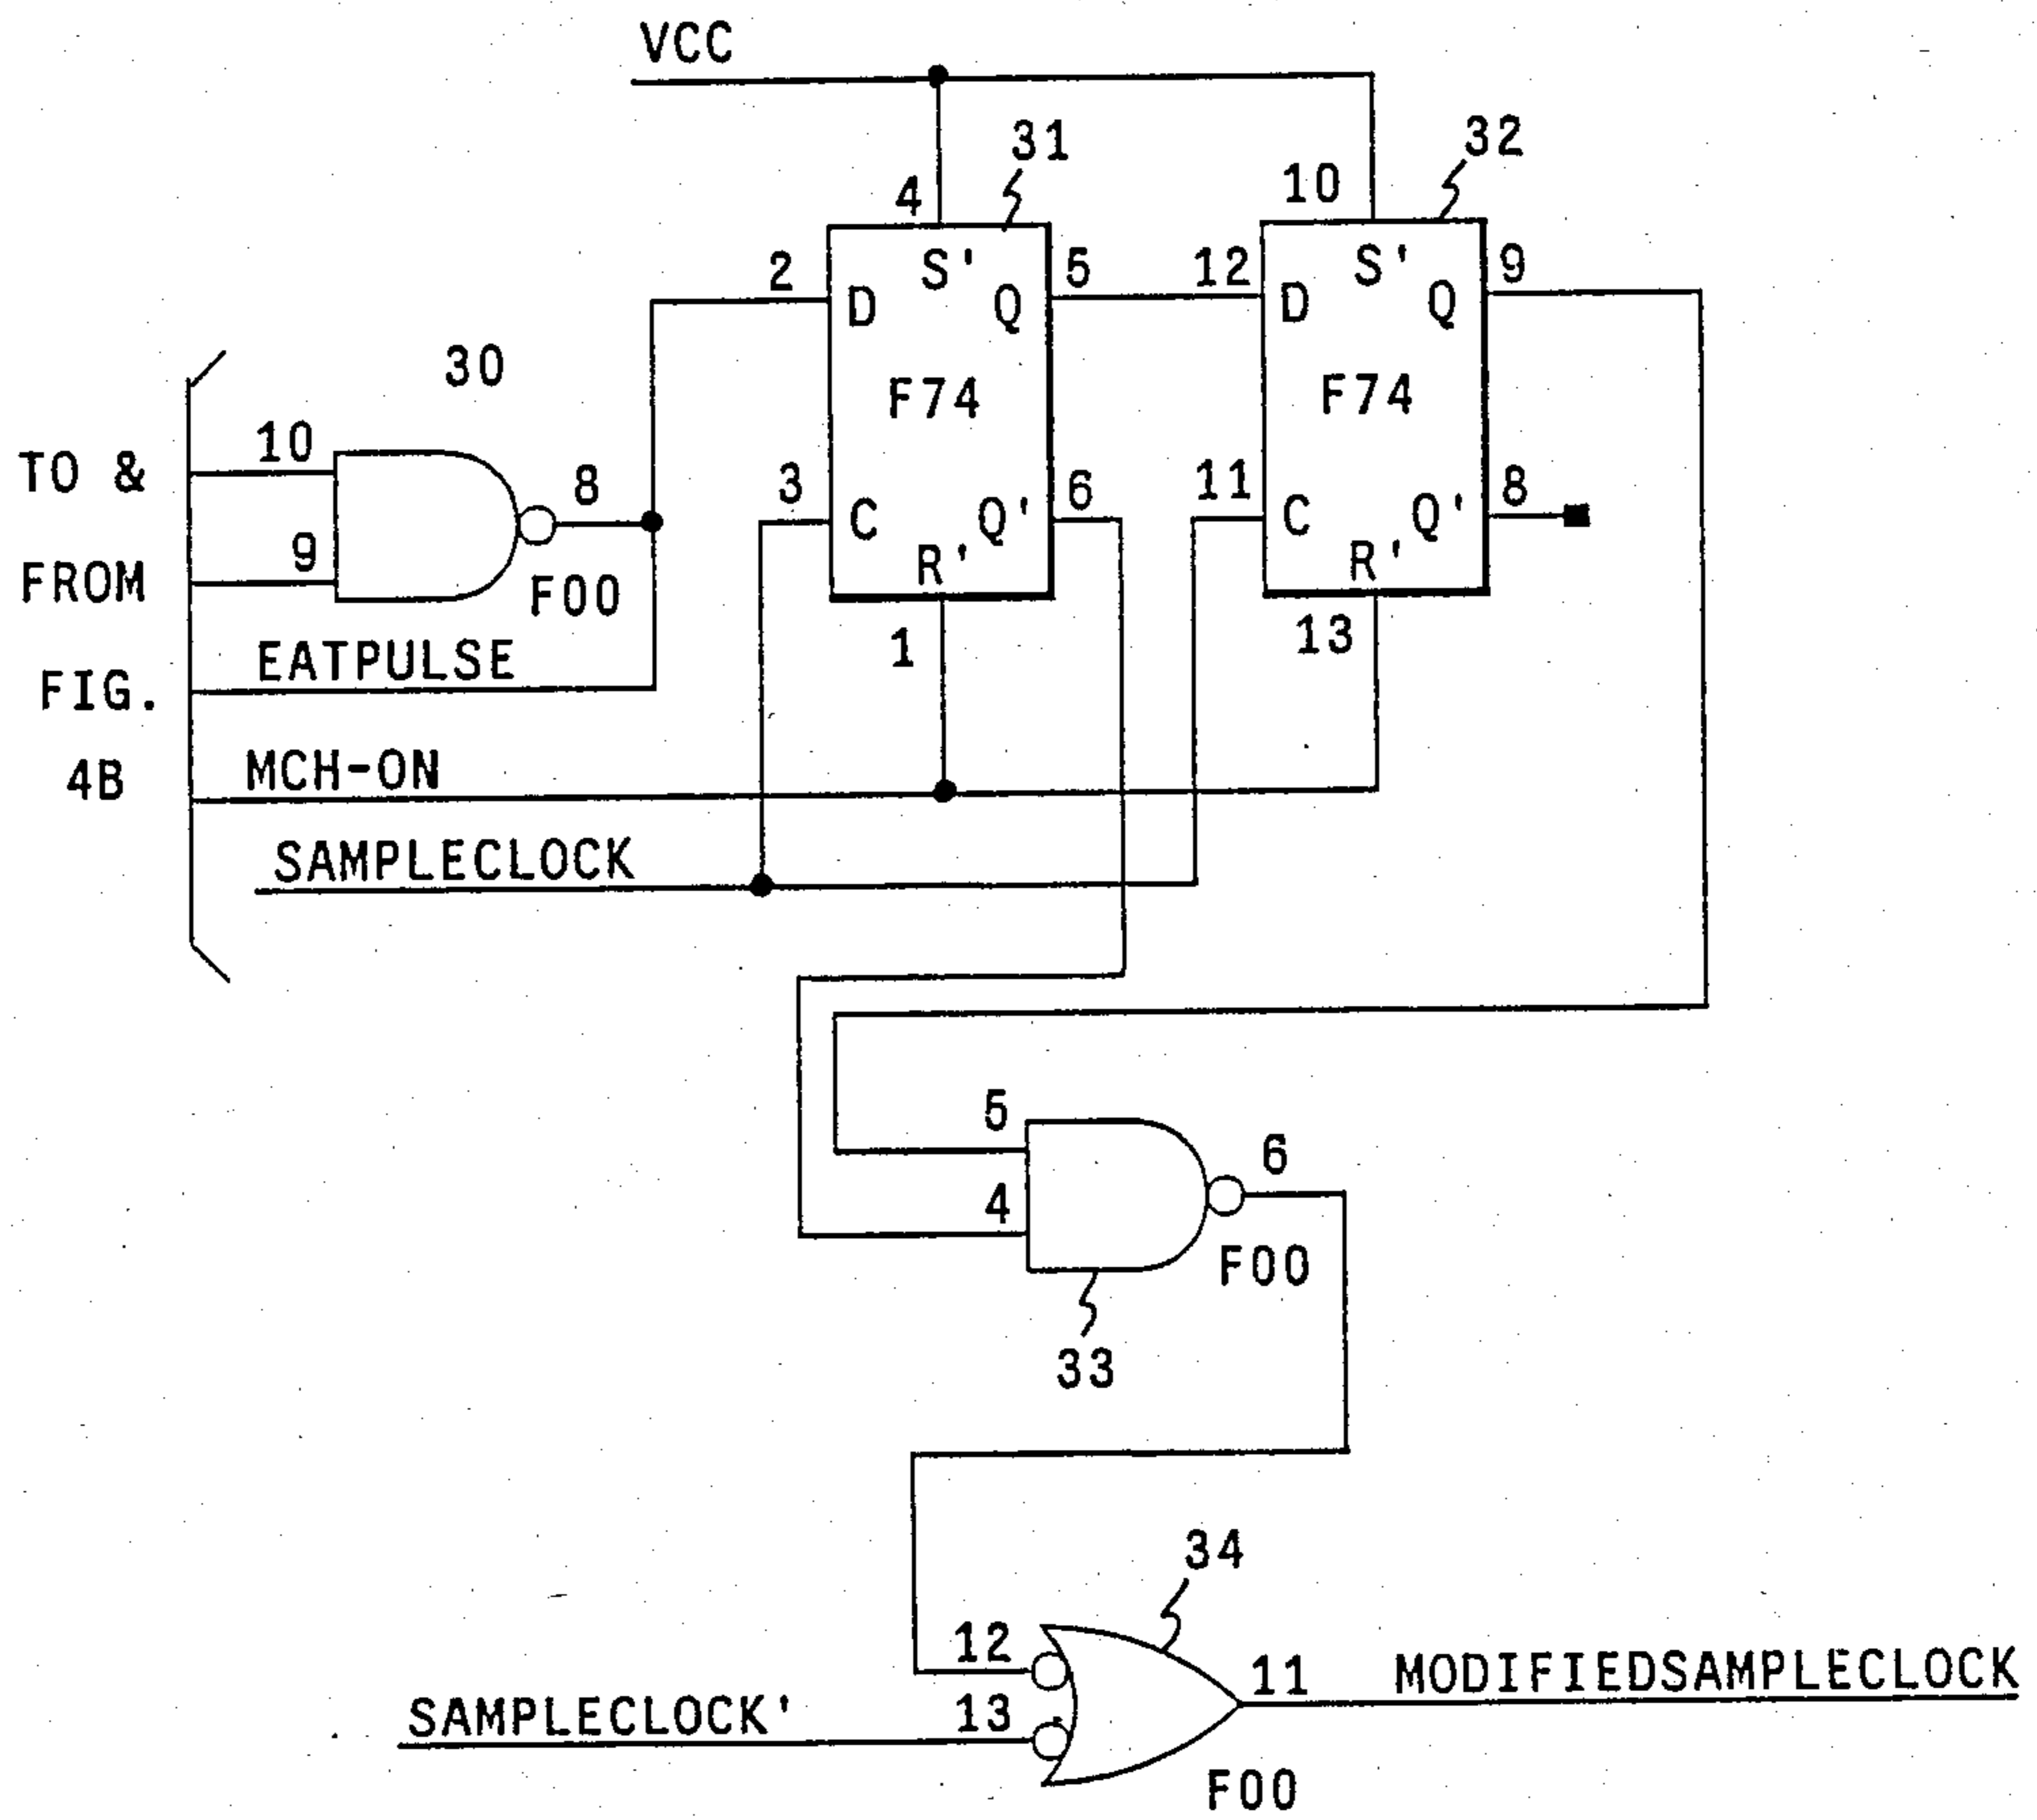 VCC
31
32
4
10
2
D
S'
Q
5
12
D
S'
Q
9
F74
F74
30
10
9
8
F00
3
C
Q'
R'
6
1
11
C
Q'
R'
8
13
TO &
FROM
FIG.
4B
EATPULSE
MCH-ON
SAMPLECLOCK
5
4
6
F00
33
34
12
13
11
MODIFIEDSAMPLECLOCK
SAMPLECLOCK'
F00